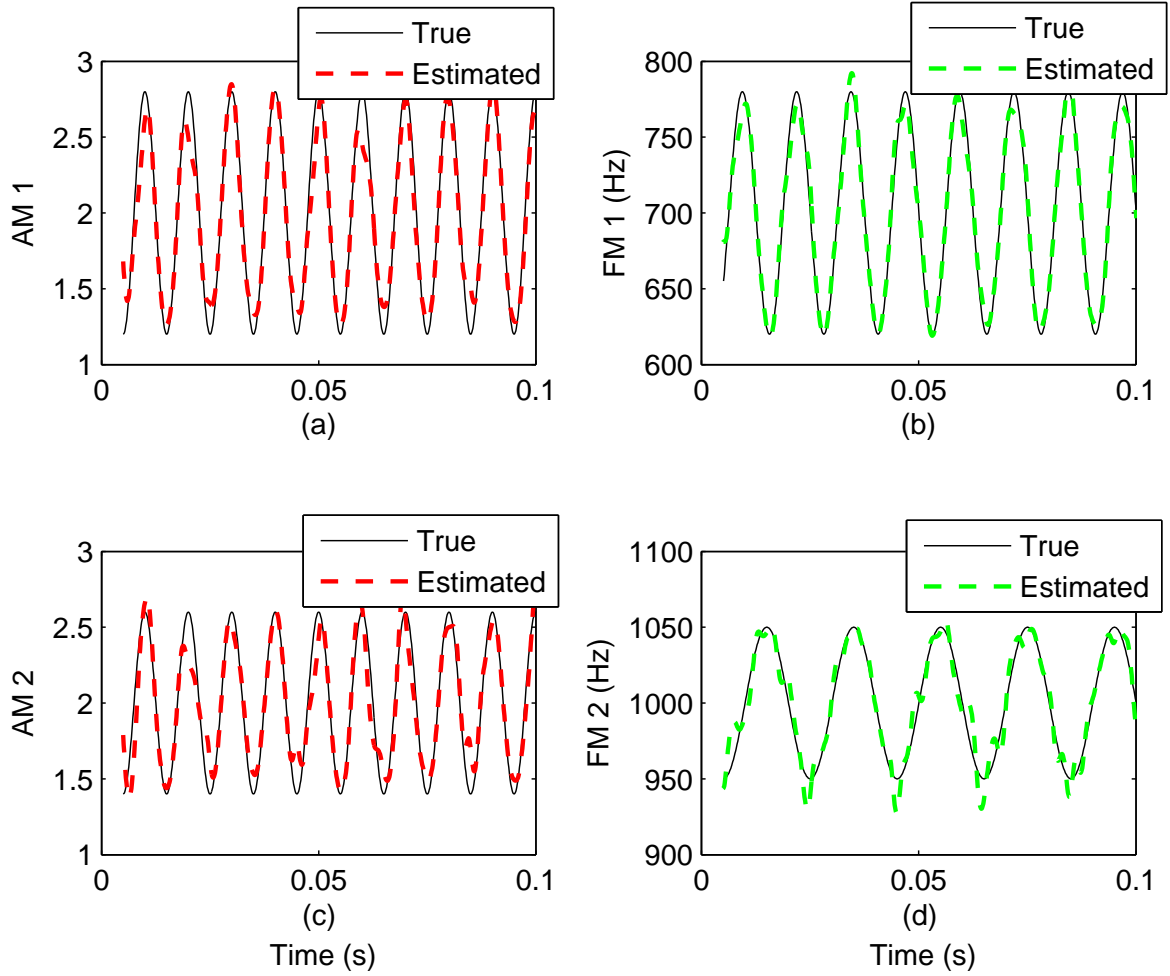 True
Estimated
3
2.5
2
1.5
1
AM 1
0
0.05
0.1
(a)
True
Estimated
800
750
700
650
600
FM 1 (Hz)
0
0.05
0.1
(b)
True
Estimated
3
2.5
2
1.5
1
AM 2
0
0.05
0.1
(c)
Time (s)
True
Estimated
1100
1050
1000
950
900
FM 2 (Hz)
0
0.05
0.1
(d)
Time (s)